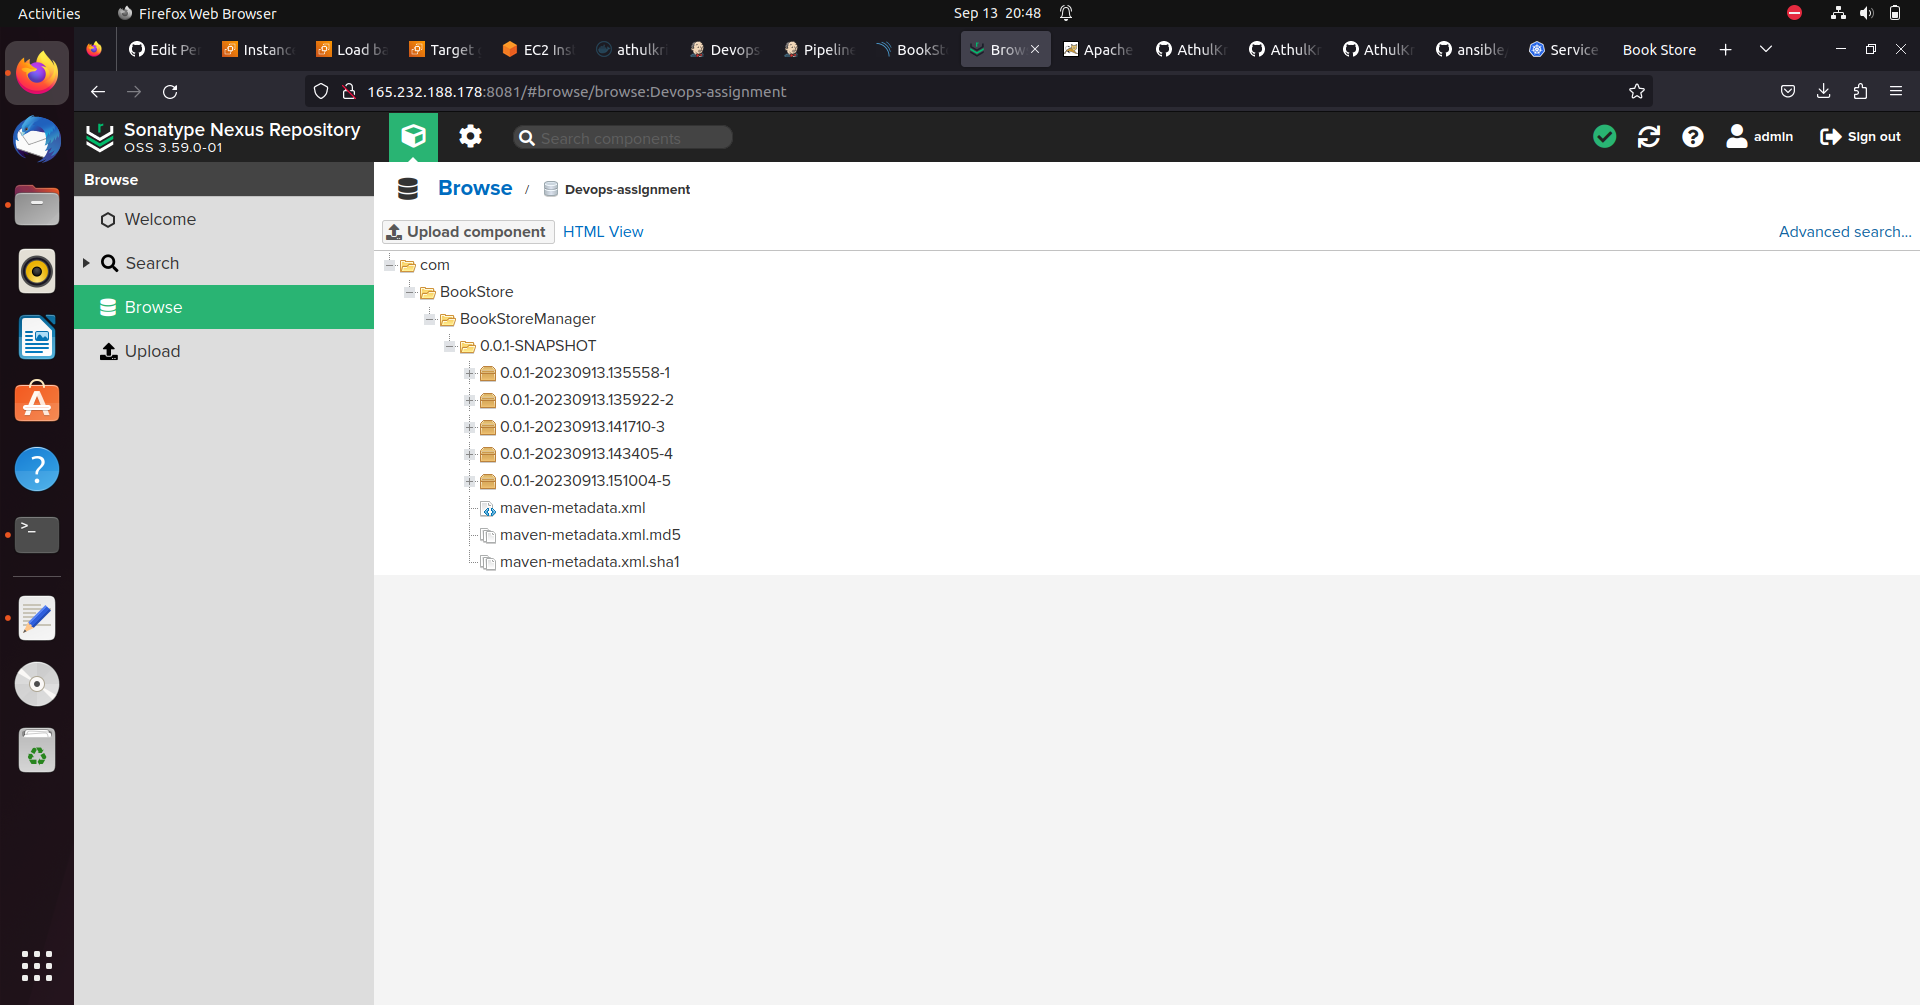 Activities Firefox Web Browser Sep 13 20:48
Edit Pe Instanc Load ba Target EC2 Ins athulkri Devops Pipeline BookSt Brow Apache AthulKr AthulKr AthulKr ansible Service Book Store
165.232.188.178:8081/#browse/browse:Devops-assignment
Sonatype Nexus Repository
OSS 3.59.0-01
Search components
admin Sign out
Browse
Welcome
Search
Browse
Upload
Browse / Devops-assignment
Upload component HTML View Advanced search...
com
BookStore
BookStoreManager
0.0.1-SNAPSHOT
0.0.1-20230913.135558-1
0.0.1-20230913.135922-2
0.0.1-20230913.141710-3
0.0.1-20230913.143405-4
0.0.1-20230913.151004-5
maven-metadata.xml
maven-metadata.xml.md5
maven-metadata.xml.sha1